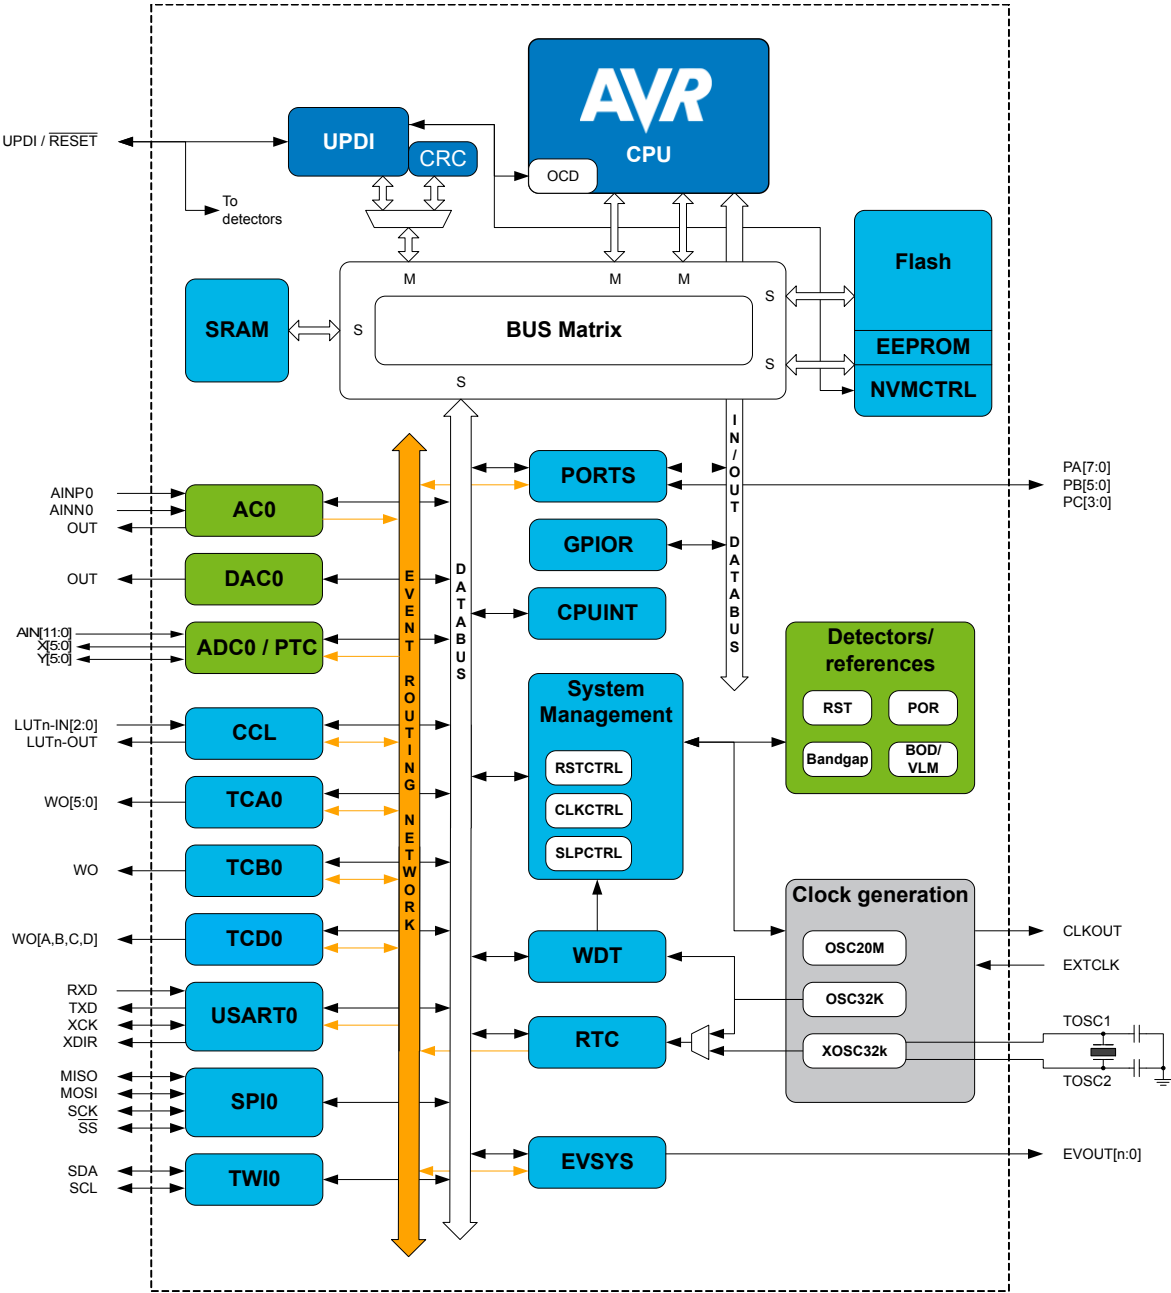 AVR
CPU
OCD
UPDI / RESET
UPDI
CRC
To
detectors
M
M
M
Flash
EEPROM
NVMCTRL
SRAM
S
BUS Matrix
S
S
S
IN/OUT DATABUS
DATABUS
EVENT ROUTING NETWORK
PORTS
PA[7:0]
PB[5:0]
PC[3:0]
AINP0
AINN0
OUT
AC0
GPIOR
OUT
DAC0
CPUINT
AIN[11:0]
X[5:0]
Y[5:0]
ADC0 / PTC
Detectors/
references
RST
POR
Bandgap
BOD/
VLM
System
Management
RSTCTRL
CLKCTRL
SLPCTRL
LUTn-IN[2:0]
LUTn-OUT
CCL
WO[5:0]
TCA0
WO
TCB0
WO[A,B,C,D]
TCD0
Clock generation
OSC20M
OSC32K
XOSC32k
CLKOUT
EXTCLK
TOSC1
TOSC2
WDT
RTC
RXD
TXD
XCK
XDIR
USART0
MISO
MOSI
SCK
SS
SPI0
SDA
SCL
TWI0
EVSYS
EVOUT[n:0]